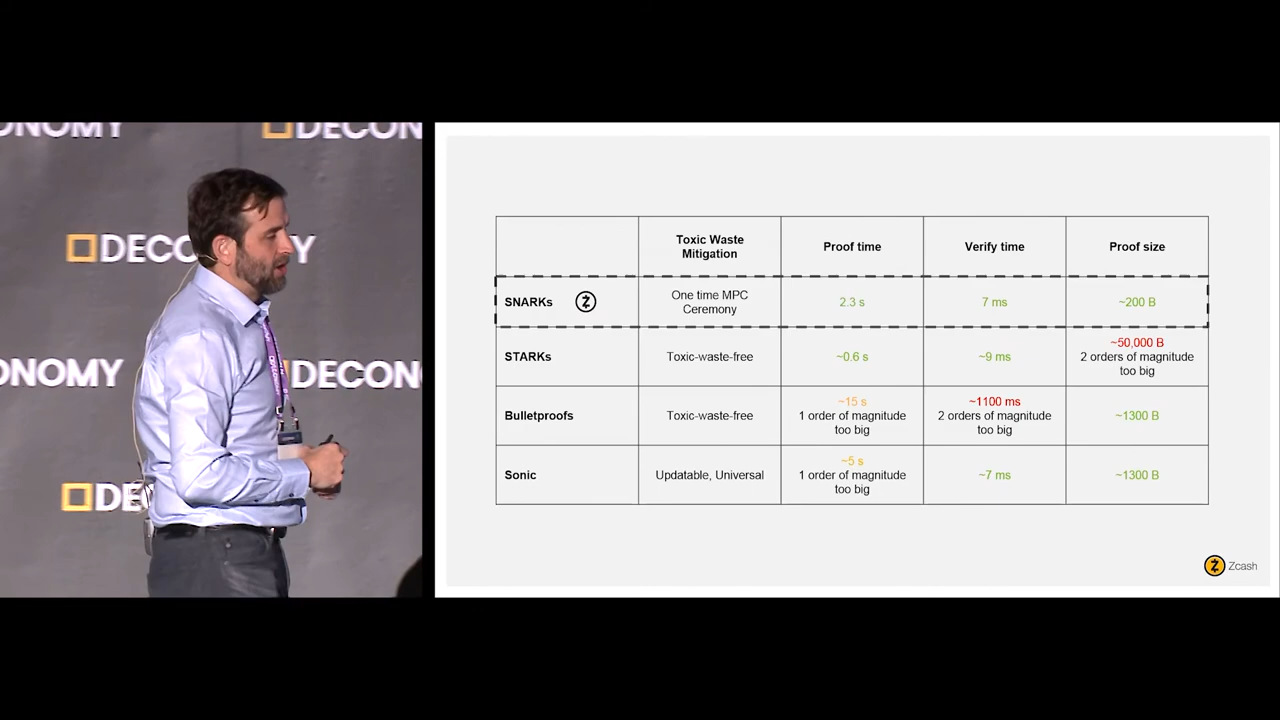 ONOMY
DECON
DECO
Y
ONOMY
DECON
DE
Toxic Waste
Mitigation
Proof time
Verify time
Proof size
SNARKs
One time MPC
Ceremony
2.3 s
7 ms
~200 B
STARKs
Toxic-waste-free
~0.6 s
~9 ms
~50,000 B
2 orders of magnitude
too big
Bulletproofs
Toxic-waste-free
~15 s
1 order of magnitude
too big
~1100 ms
2 orders of magnitude
too big
~1300 B
Sonic
Updatable, Universal
~5 s
1 order of magnitude
too big
~7 ms
~1300 B
Zcash